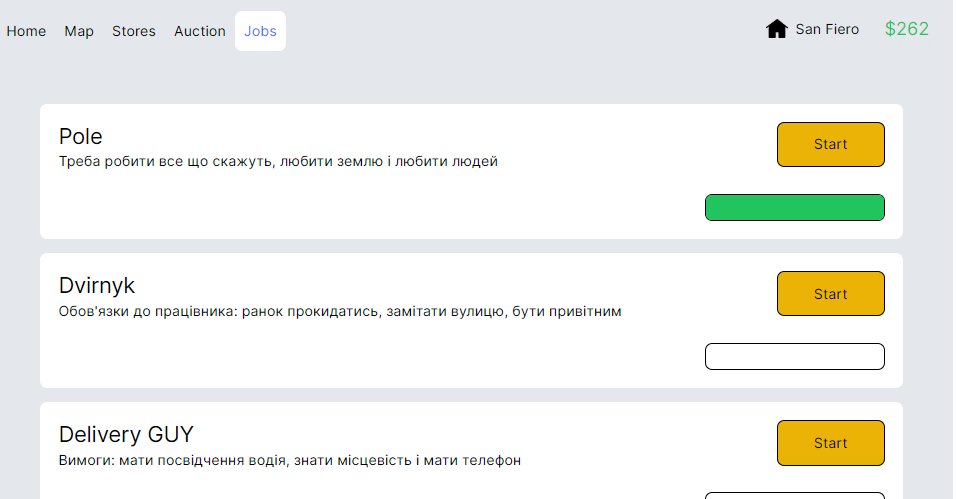 Home Map Stores Auction Jobs San Fiero $262
Pole Start
Треба робити все що скажуть, любити землю і любити людей
Dvirnyk Start
Обов'язки до працівника: ранок прокидатись, замітати вулицю, бути привітним
Delivery GUY Start
Вимоги: мати посвідчення водія, знати місцевість і мати телефон